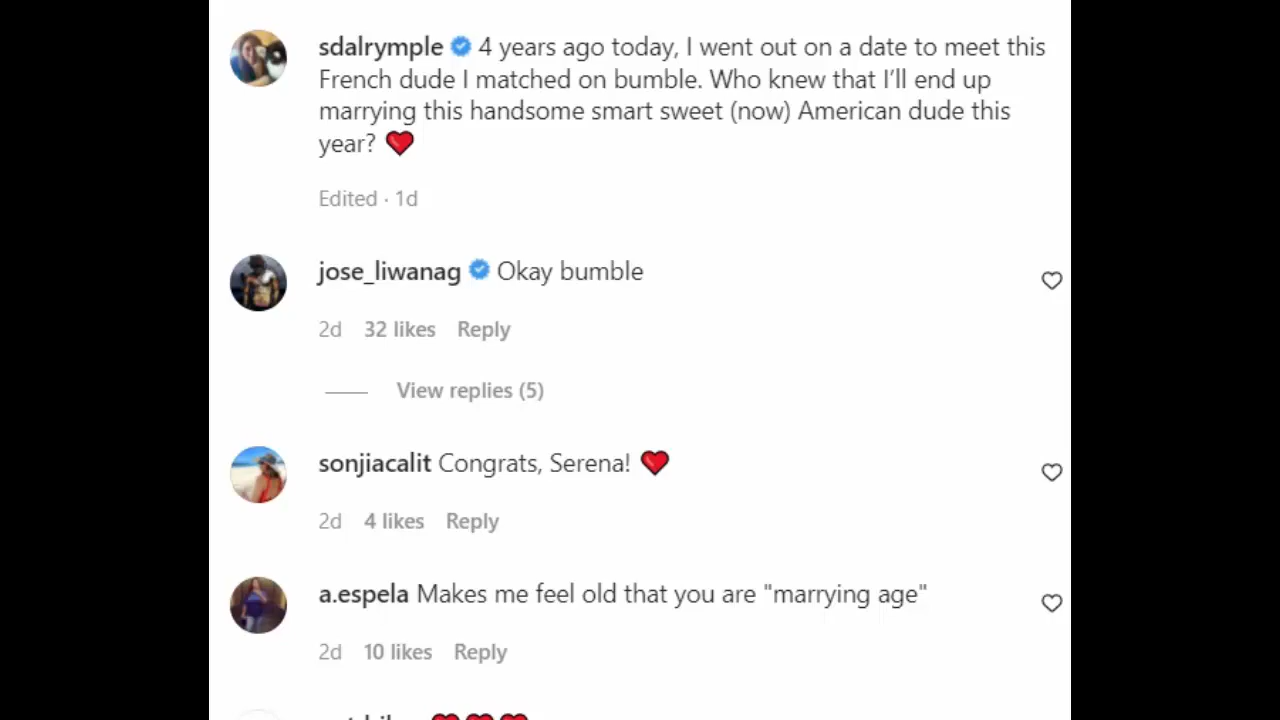 sdalrymple 4 years ago today, I went out on a date to meet this
French dude I matched on bumble. Who knew that I’ll end up
marrying this handsome smart sweet (now) American dude this
year? ❤️
Edited · 1d
jose_liwanag Okay bumble
2d 32 likes Reply
View replies (5)
sonjiacalit Congrats, Serena! ❤️
2d 4 likes Reply
a.espela Makes me feel old that you are "marrying age"
2d 10 likes Reply